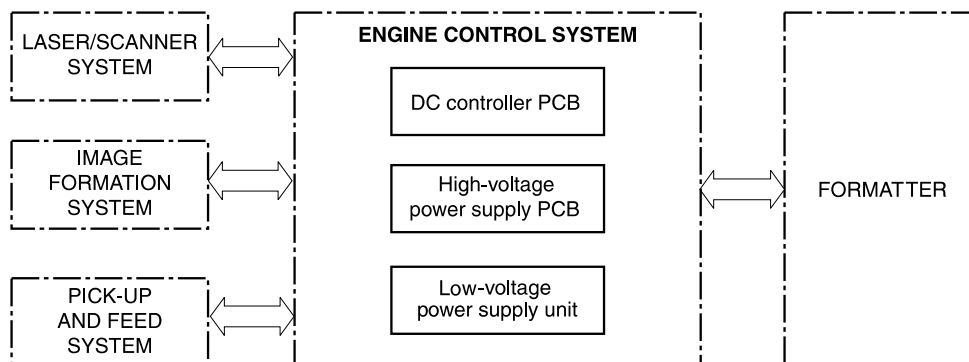 LASER/SCANNER
SYSTEM
IMAGE
FORMATION
SYSTEM
PICK-UP
AND FEED
SYSTEM
ENGINE CONTROL SYSTEM
DC controller PCB
High-voltage
power supply PCB
Low-voltage
power supply unit
FORMATTER